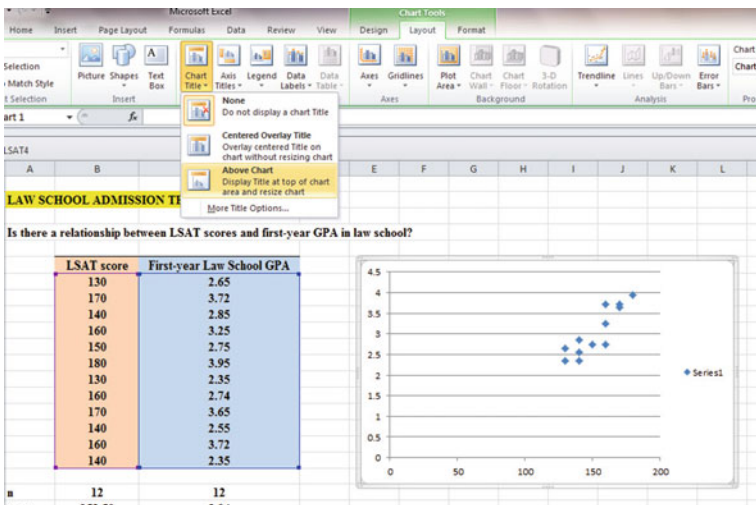 Microsoft Excel
Chart Tools
Home Insert Page Layout Formulas Data Review View Design Layout Format
Selection
Match Style
t Selection
Picture Shapes Text Box
Insert
Chart Title Axis Titles Legend Data Labels Data Table
Axes Gridlines
Axes
Plot Area Chart Wall Chart Floor 3-D Rotation
Background
Trendline Lines Up/Down Bars Error Bars
Analysis
Chart
Chart
Pro
None
Do not display a chart Title
Centered Overlay Title
Overlay centered Title on
chart without resizing chart
Above Chart
Display Title at top of chart
area and resize chart
More Title Options...
art 1 fx
LSAT4
A B E F G H I J K L
LAW SCHOOL ADMISSION TE
Is there a relationship between LSAT scores and first-year GPA in law school?
LSAT score First-year Law School GPA
130 2.65
170 3.72
140 2.85
160 3.25
150 2.75
180 3.95
130 2.35
160 2.74
170 3.65
140 2.55
160 3.72
140 2.35
n 12 12
4.5
4
3.5
3
2.5
2
1.5
1
0.5
0
0 50 100 150 200
Series1